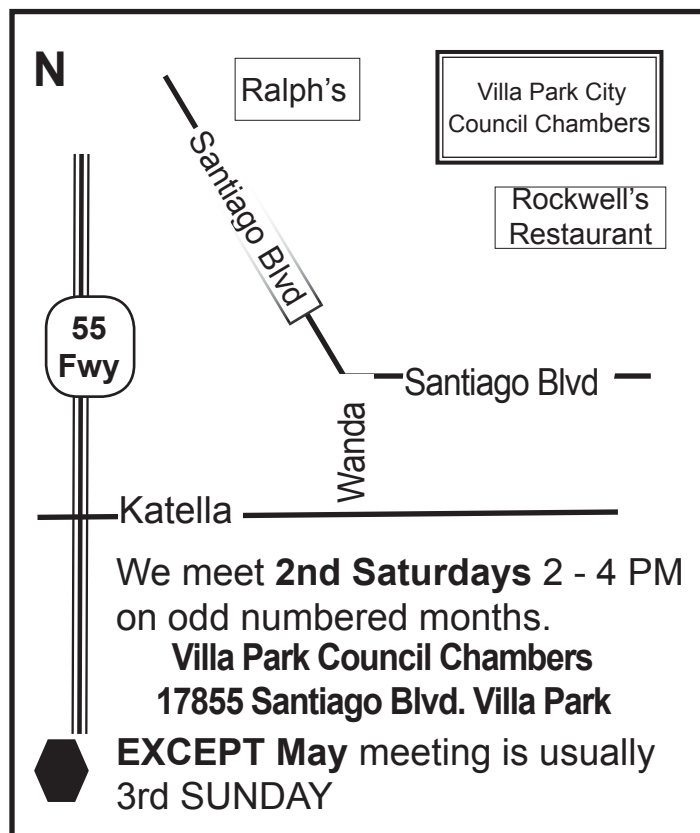 N
Ralph's
Villa Park City
Council Chambers
Santiago Blvd
Rockwell's
Restaurant
55
Fwy
Santiago Blvd
Wanda
Katella
We meet 2nd Saturdays 2 - 4 PM
on odd numbered months.
Villa Park Council Chambers
17855 Santiago Blvd. Villa Park
EXCEPT May meeting is usually
3rd SUNDAY